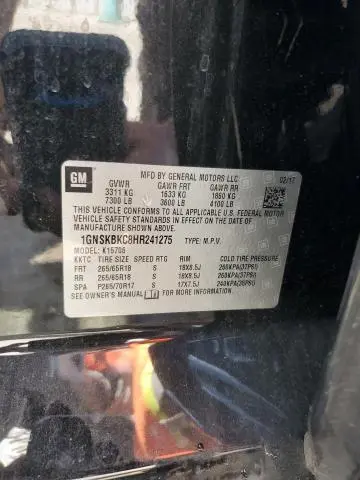 GM
MFD BY GENERAL MOTORS LLC
02/17
GVWR GAWR FRT GAWR RR
3311 KG 1633 KG 1860 KG
7300 LB 3600 LB 4100 LB
THIS VEHICLE CONFORMS TO ALL APPLICABLE U.S. FEDERAL MOTOR
VEHICLE SAFETY AND THEFT PREVENTION STANDARDS
IN EFFECT ON THE DATE OF
MANUFACTURE SHOWN ABOVE.
1GNSKBKC8HR241275 TYPE: M.P.V.
MODEL: K15706
KKTC TIRE SIZE SPEED RTG RIM COLD TIRE PRESSURE
FRT 265/65R18 S 18X8.5J 260KPA(37PSI)
RR 265/65R18 S 18X8.5J 260KPA(37PSI)
SPA P265/70R17 S 17X7.5J 240KPA(35PSI)
SEE OWNER'S MANUAL FOR ADDITIONAL INFORMATION.